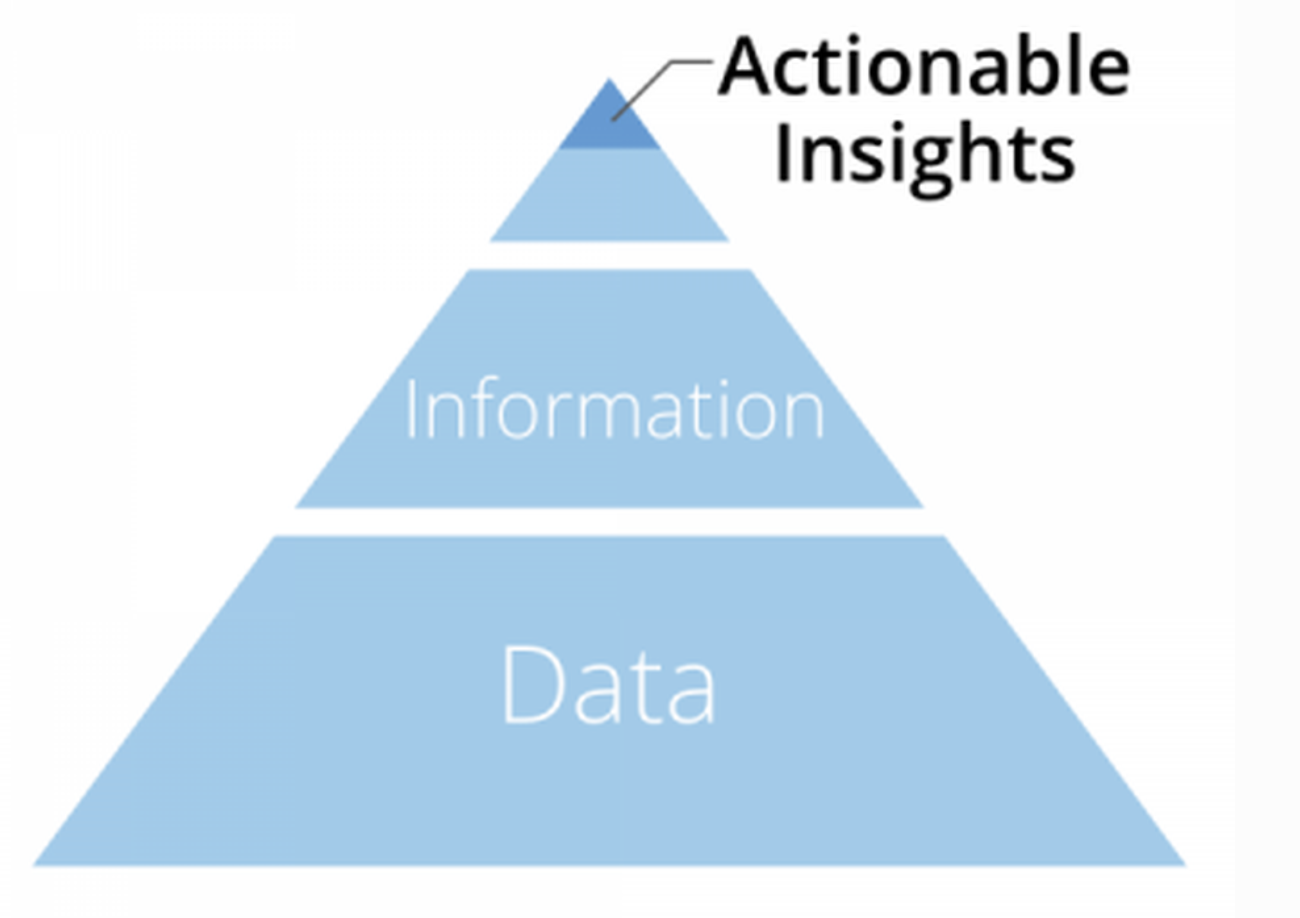 Actionable
Insights
Information
Data